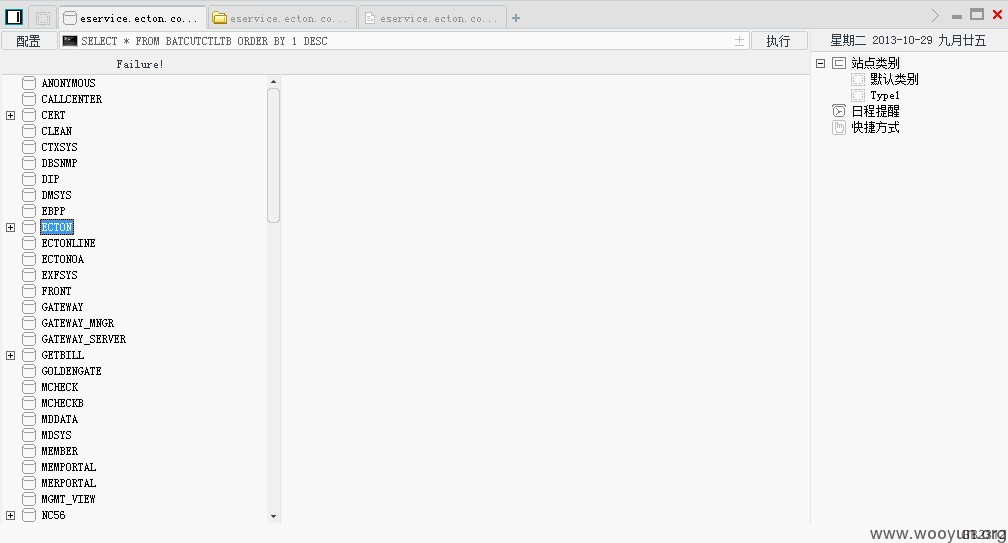 eservice.ecton.co...
eservice.ecton.co...
eservice.ecton.co...
配置
SELECT * FROM BATCUTCTLTB ORDER BY 1 DESC
执行
星期二 2013-10-29 九月廿五
Failure!
ANONYMOUS
CALLCENTER
CERT
CLEAN
CTXSYS
DBSNMP
DIP
DMSYS
EBPP
ECTON
ECTONLINE
ECTONOA
EXFSYS
FRONT
GATEWAY
GATEWAY_MNGR
GATEWAY_SERVER
GETBILL
GOLDENGATE
MCHECK
MCHECKB
MDDATA
MDSYS
MEMBER
MEMPORTAL
MERPORTAL
MGMT_VIEW
NC56
站点类别
默认类别
Type1
日程提醒
快捷方式
www.wooyun.org